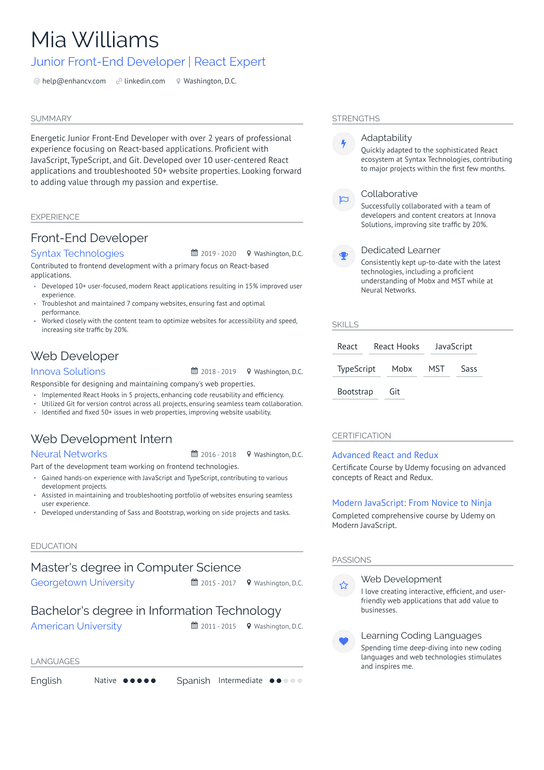 Mia Williams
Junior Front-End Developer | React Expert
help@enhancv.com linkedin.com Washington, D.C.
SUMMARY
Energetic Junior Front-End Developer with over 2 years of professional
experience focusing on React-based applications. Proficient with
JavaScript, TypeScript, and Git. Developed over 10 user-centered React
applications and troubleshooted 50+ website properties. Looking forward
to adding value through my passion and expertise.
EXPERIENCE
Front-End Developer
Syntax Technologies 2019 - 2020 Washington, D.C.
Contributed to frontend development with a primary focus on React-based
applications.
• Developed 10+ user-focused, modern React applications resulting in 15% improved user
experience.
• Troubleshot and maintained 7 company websites, ensuring fast and optimal
performance.
• Worked closely with the content team to optimize websites for accessibility and speed,
increasing site traffic by 20%.
Web Developer
Innova Solutions 2018 - 2019 Washington, D.C.
Responsible for designing and maintaining company's web properties.
• Implemented React Hooks in 5 projects, enhancing code reusability and efficiency.
• Utilized Git for version control across all projects, ensuring seamless team collaboration.
• Identified and fixed 50+ issues in web properties, improving website usability.
Web Development Intern
Neural Networks 2016 - 2018 Washington, D.C.
Part of the development team working on frontend technologies.
• Gained hands-on experience with JavaScript and TypeScript, contributing to various
development projects.
• Assisted in maintaining and troubleshooting portfolio of websites ensuring seamless
user experience.
• Developed understanding of Sass and Bootstrap, working on side projects and tasks.
EDUCATION
Master's degree in Computer Science
Georgetown University 2015 - 2017 Washington, D.C.
Bachelor's degree in Information Technology
American University 2011 - 2015 Washington, D.C.
LANGUAGES
English Native Spanish Intermediate
STRENGTHS
Adaptability
Quickly adapted to the sophisticated React
ecosystem at Syntax Technologies, contributing
to major projects within the first few months.
Collaborative
Successfully collaborated with a team of
developers and content creators at Innova
Solutions, improving site traffic by 20%.
Dedicated Learner
Consistently kept up-to-date with the latest
technologies, including a proficient
understanding of Mobx and MST while at
Neural Networks.
SKILLS
React React Hooks JavaScript
TypeScript Mobx MST Sass
Bootstrap Git
CERTIFICATION
Advanced React and Redux
Certificate Course by Udemy focusing on advanced
concepts of React and Redux.
Modern JavaScript: From Novice to Ninja
Completed comprehensive course by Udemy on
Modern JavaScript.
PASSIONS
Web Development
I love creating interactive, efficient, and user-
friendly web applications that add value to
businesses.
Learning Coding Languages
Spending time deep-diving into new coding
languages and web technologies stimulates
and inspires me.